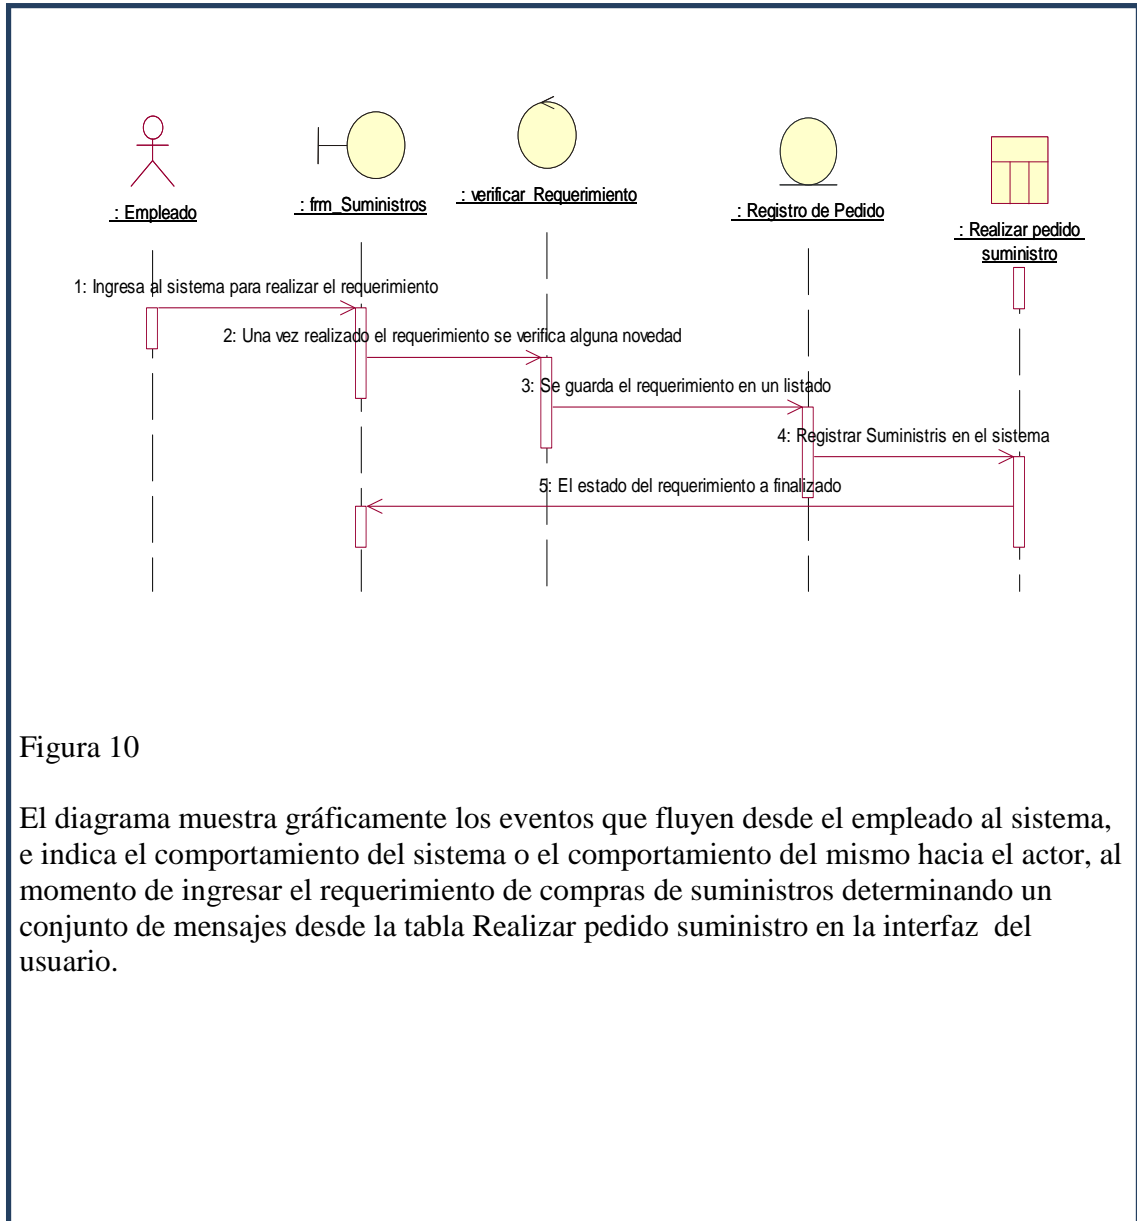 : Empleado
: frm_Suministros
: verificar_Requerimiento
: Registro de Pedido
: Realizar pedido
suministro
1: Ingresa al sistema para realizar el requerimiento
2: Una vez realizado el requerimiento se verifica alguna novedad
3: Se guarda el requerimiento en un listado
4: Registrar Suministris en el sistema
5: El estado del requerimiento a finalizado
Figura 10
El diagrama muestra gráficamente los eventos que fluyen desde el empleado al sistema,
e indica el comportamiento del sistema o el comportamiento del mismo hacia el actor, al
momento de ingresar el requerimiento de compras de suministros determinando un
conjunto de mensajes desde la tabla Realizar pedido suministro en la interfaz  del
usuario.